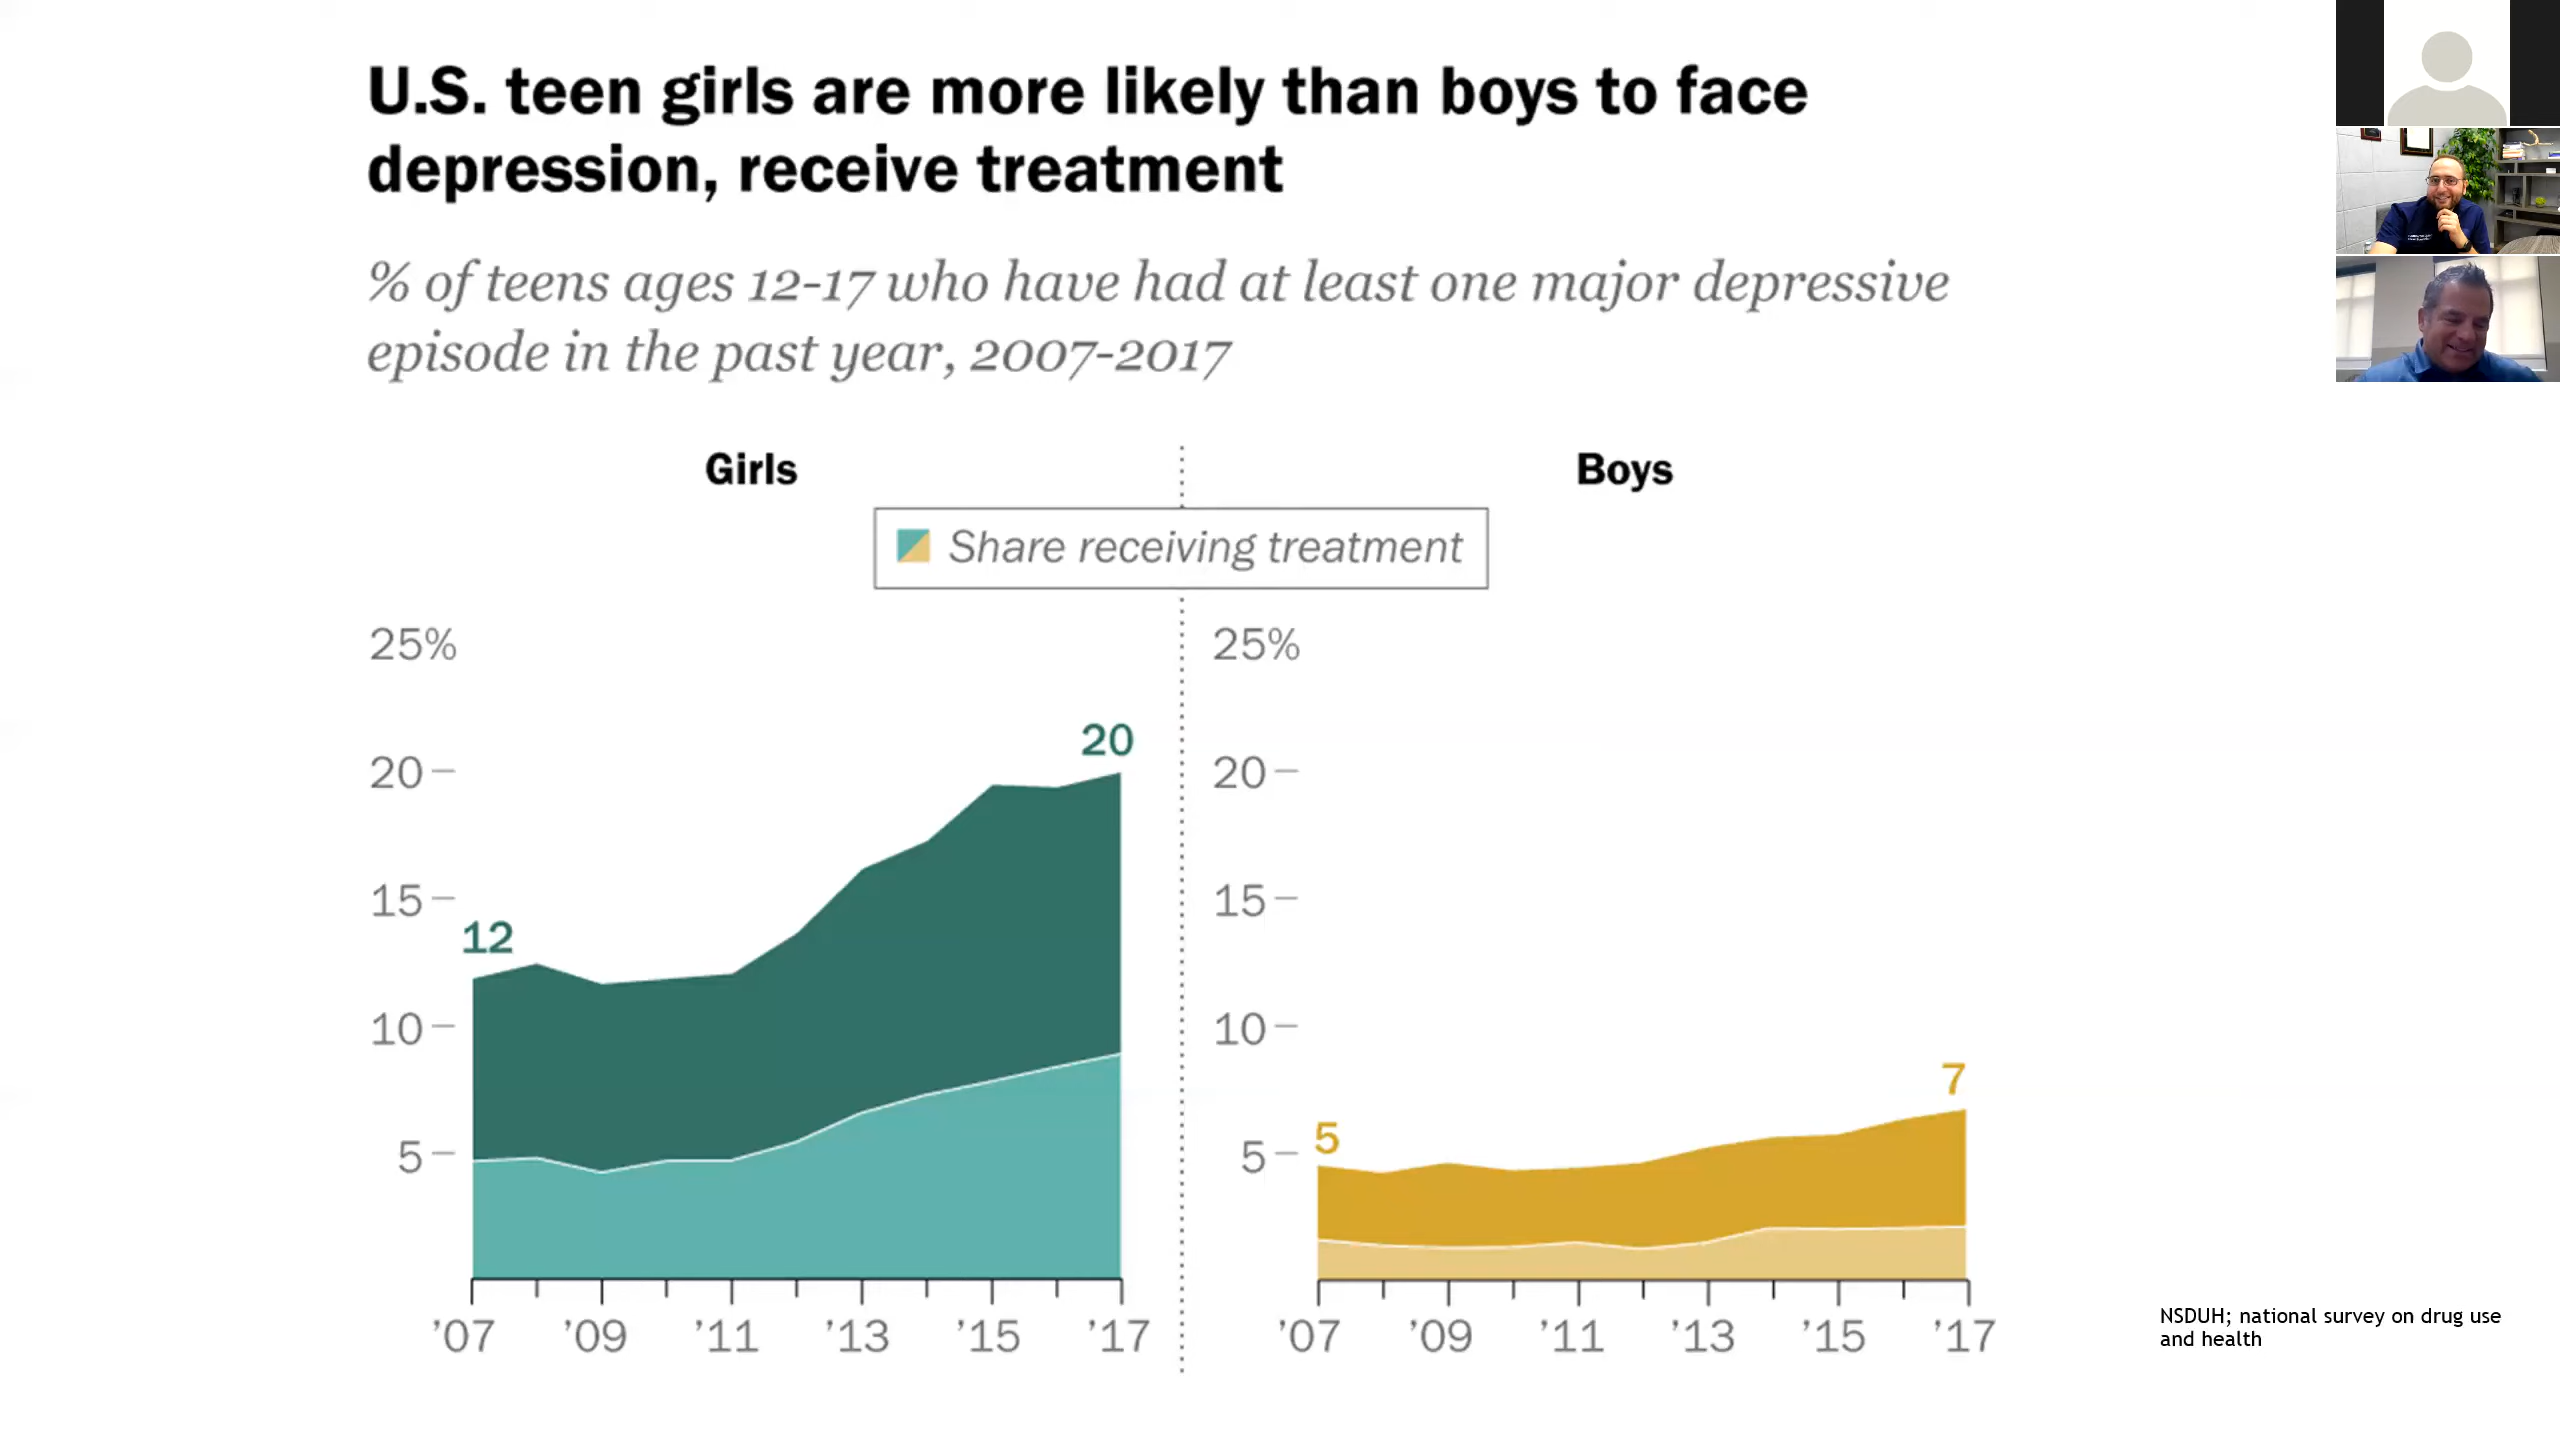 U.S. teen girls are more likely than boys to face
depression, receive treatment
% of teens ages 12-17 who have had at least one major depressive
episode in the past year, 2007-2017
Girls
Boys
Share receiving treatment
25%
20
15
10
5
12
20
'07 '09 '11 '13 '15 '17
25%
20
15
10
5
5
7
'07 '09 '11 '13 '15 '17
NSDUH; national survey on drug use
and health